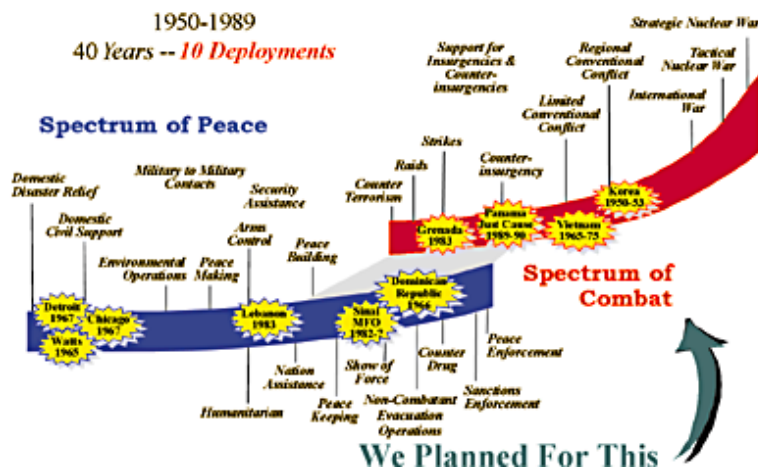 1950-1989
40 Years -- 10 Deployments
Strategic Nuclear War
Tactical
Nuclear War
International
War
Regional
Conventional
Conflict
Support for
Insurgencies &
Counter-
insurgencies
Limited
Conventional
Conflict
Strikes
Raids
Counter
Terrorism
Counter-
insurgency
Spectrum of Peace
Domestic
Disaster Relief
Military to Military
Contacts
Security
Assistance
Domestic
Civil Support
Arms
Control
Environmental
Operations
Peace
Making
Peace
Building
Korea
1950-53
Panama
Just Cause
1989-90
Grenada
1983
Vietnam
1965-75
Spectrum of
Combat
Dominican
Republic
1966
Detroit
1967
Chicago
1967
Watts
1965
Lebanon
1983
Sinai
MFO
1982-?
Nation
Assistance
Humanitarian
Peace
Keeping
Show of
Force
Non-Combatant
Evacuation
Operations
Counter
Drug
Sanctions
Enforcement
Peace
Enforcement
We Planned For This